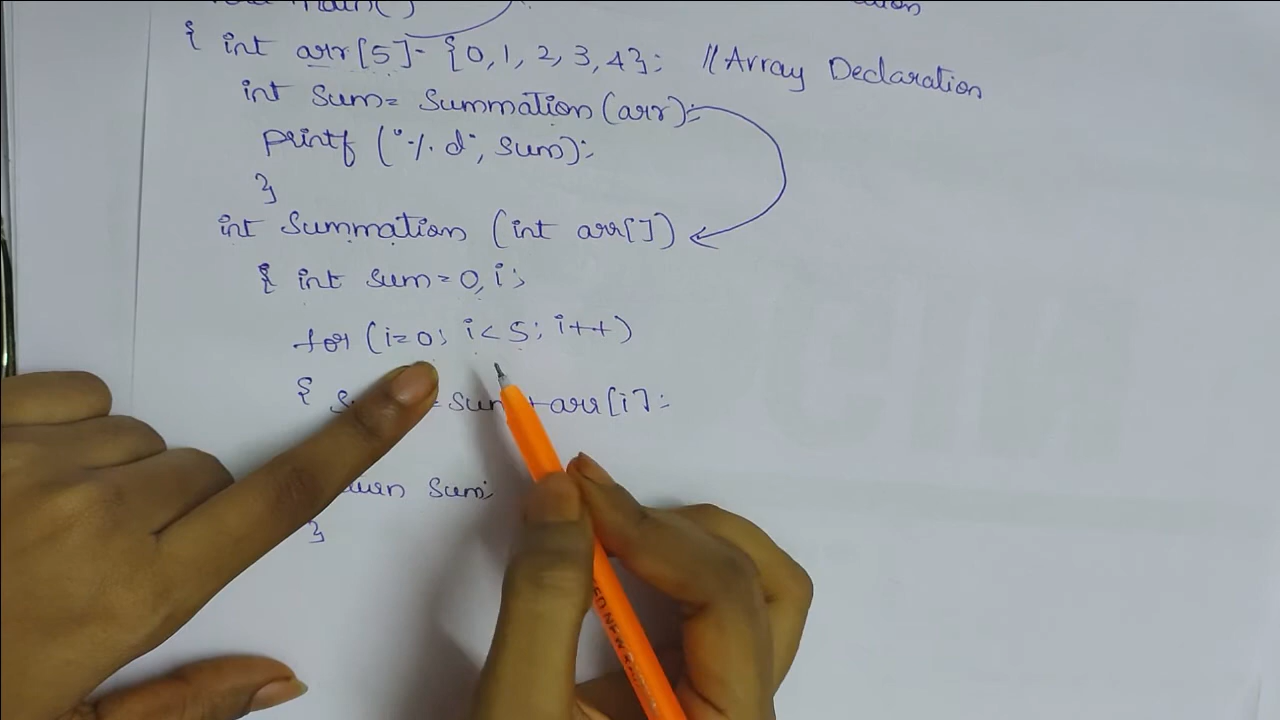 main()
{ int arr[5] = {0, 1, 2, 3, 4}; //Array Declaration
int sum = Summation (arr);
printf ("%d", sum);
}
int Summation (int arr[])
{ int sum = 0, i;
for (i=0; i<5; i++)
{ = sum + arr[i];
sum;
}